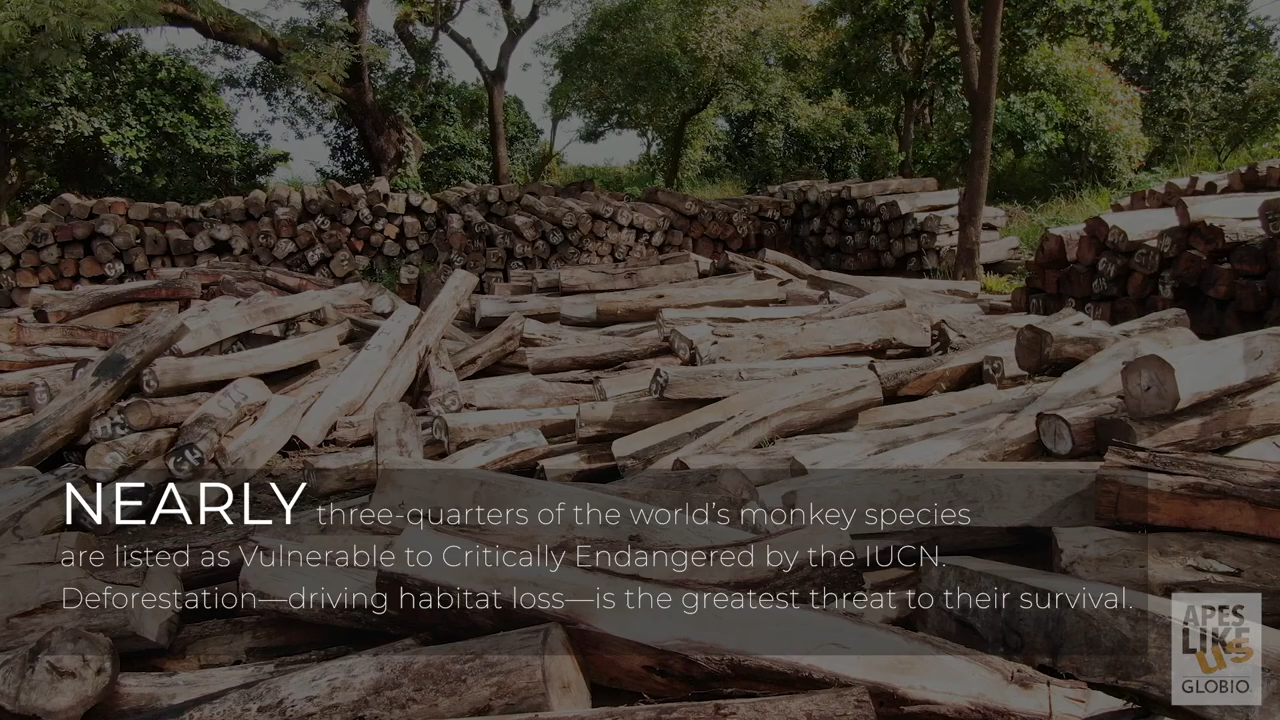 NEARLY three-quarters of the world’s monkey species
are listed as Vulnerable to Critically Endangered by the IUCN.
Deforestation—driving habitat loss—is the greatest threat to their survival.
APES
LIKE
us
GLOBIO